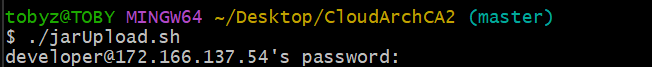 tobyz@TOBY MINGW64 ~/Desktop/CloudArchCA2 (master)
$ ./jarUpload.sh
developer@172.166.137.54's password: